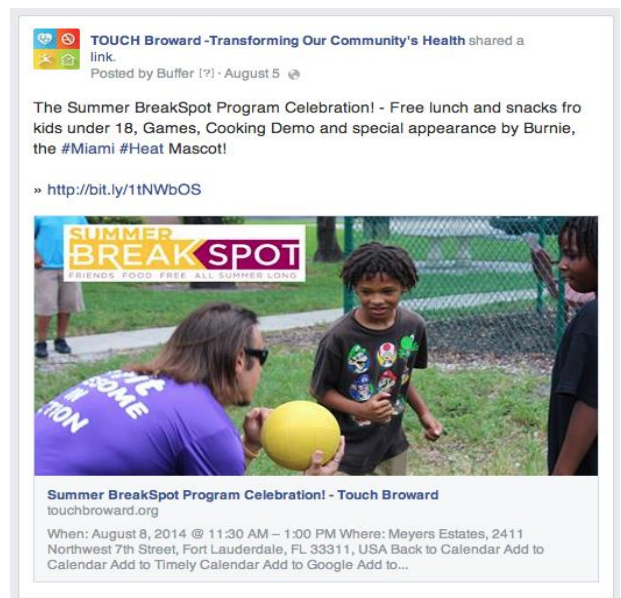 TOUCH Broward -Transforming Our Community's Health shared a
link.
Posted by Buffer [?] · August 5
The Summer BreakSpot Program Celebration! - Free lunch and snacks fro
kids under 18, Games, Cooking Demo and special appearance by Burnie,
the #Miami #Heat Mascot!
» http://bit.ly/1tNWbOS
SUMMER
BREAK SPOT
FRIENDS FOOD FREE ALL SUMMER LONG
Summer BreakSpot Program Celebration! - Touch Broward
touchbroward.org
When: August 8, 2014 @ 11:30 AM – 1:00 PM Where: Meyers Estates, 2411
Northwest 7th Street, Fort Lauderdale, FL 33311, USA Back to Calendar Add to
Calendar Add to Timely Calendar Add to Google Add to...